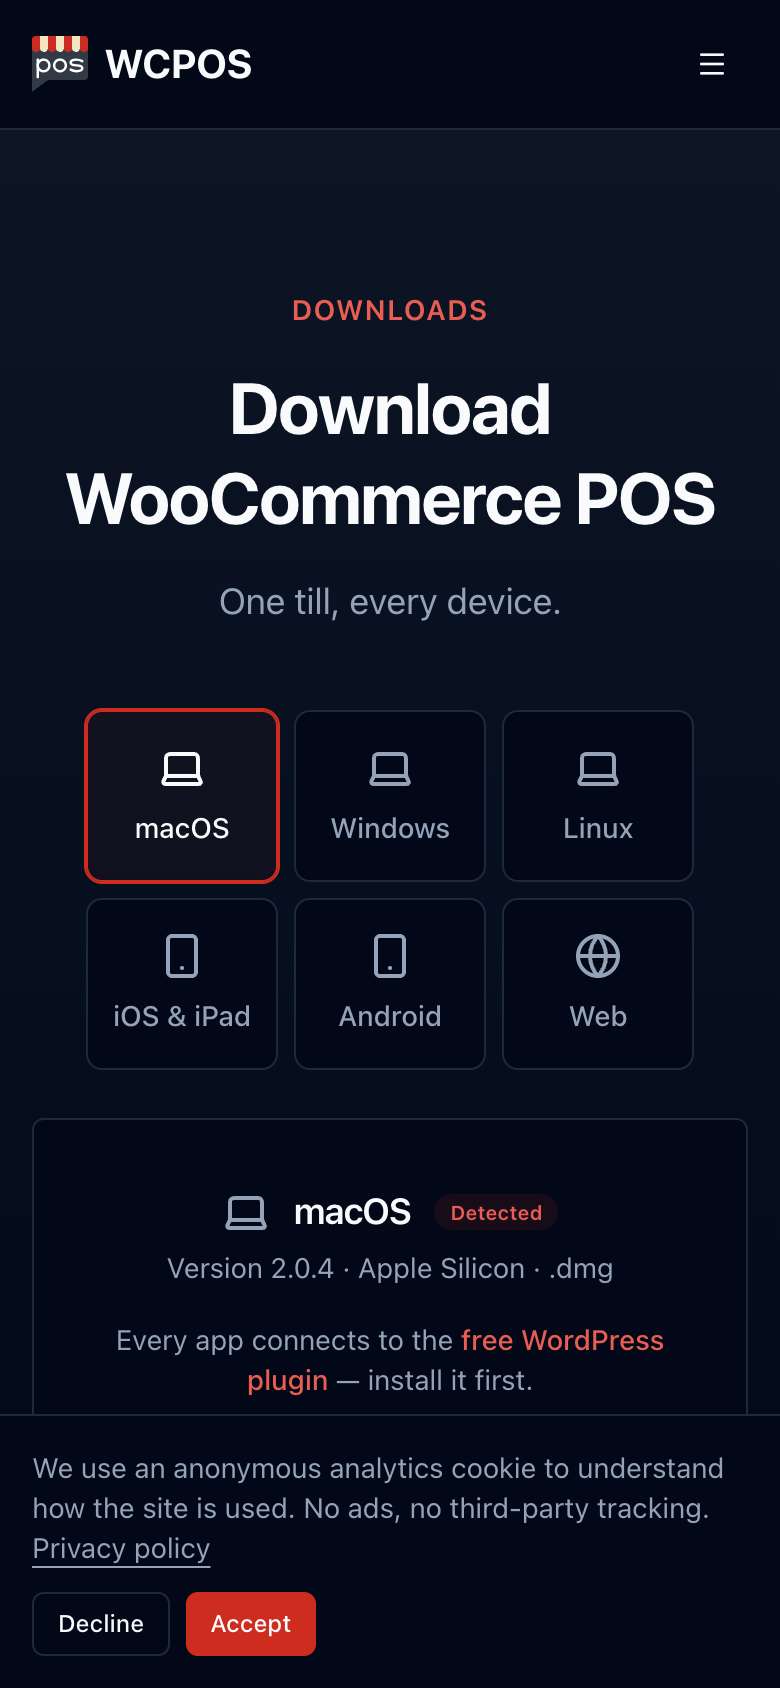 pos WCPOS
DOWNLOADS
Download
WooCommerce POS
One till, every device.
macOS
Windows
Linux
iOS & iPad
Android
Web
macOS Detected
Version 2.0.4 · Apple Silicon · .dmg
Every app connects to the free WordPress
plugin — install it first.
We use an anonymous analytics cookie to understand
how the site is used. No ads, no third-party tracking.
Privacy policy
Decline
Accept